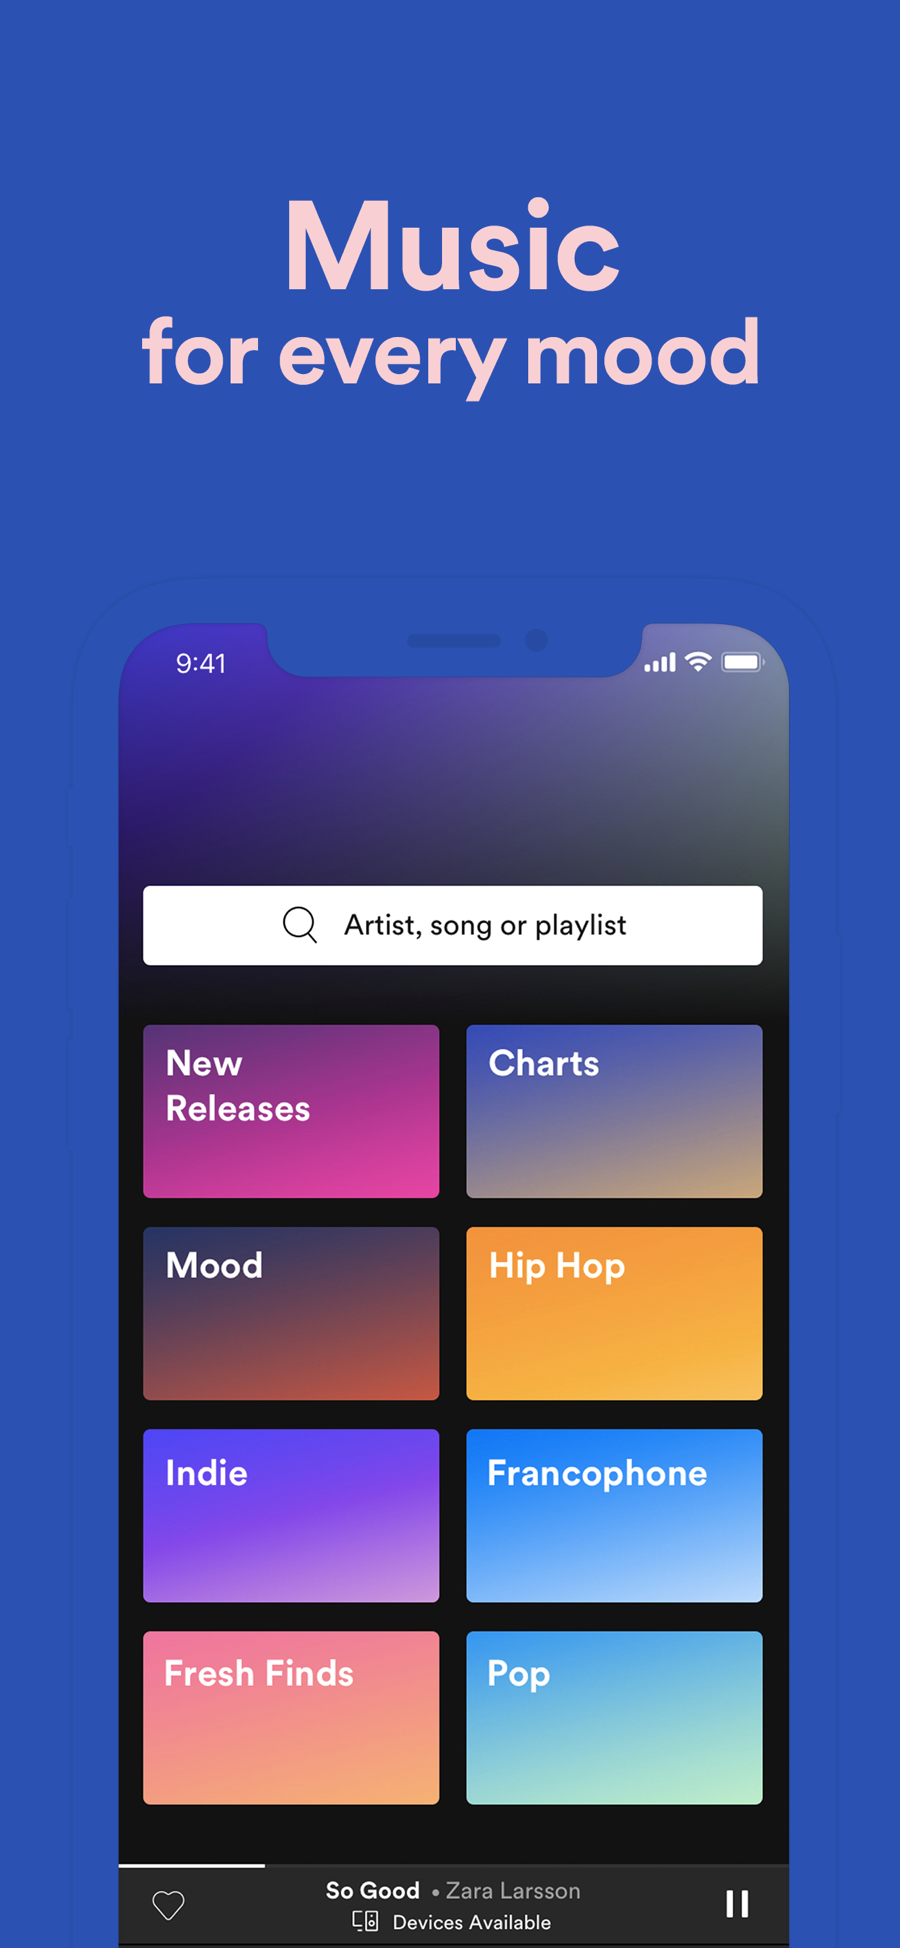 Music
for every mood
9:41
Artist, song or playlist
New
Releases
Charts
Mood
Hip Hop
Indie
Francophone
Fresh Finds
Pop
So Good • Zara Larsson
Devices Available